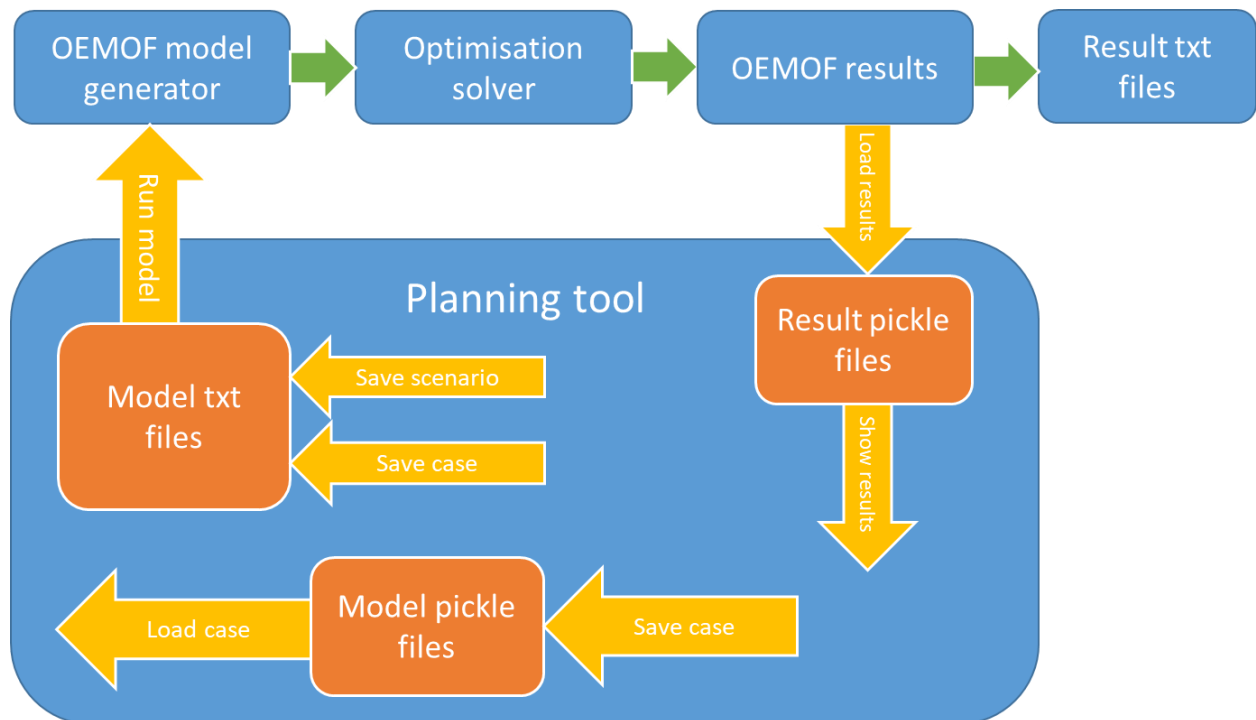 OEMOF model
generator
Optimisation
solver
OEMOF results
Result txt
files
Run model
Load results
Planning tool
Result pickle
files
Model txt
files
Save scenario
Save case
Show results
Load case
Model pickle
files
Save case